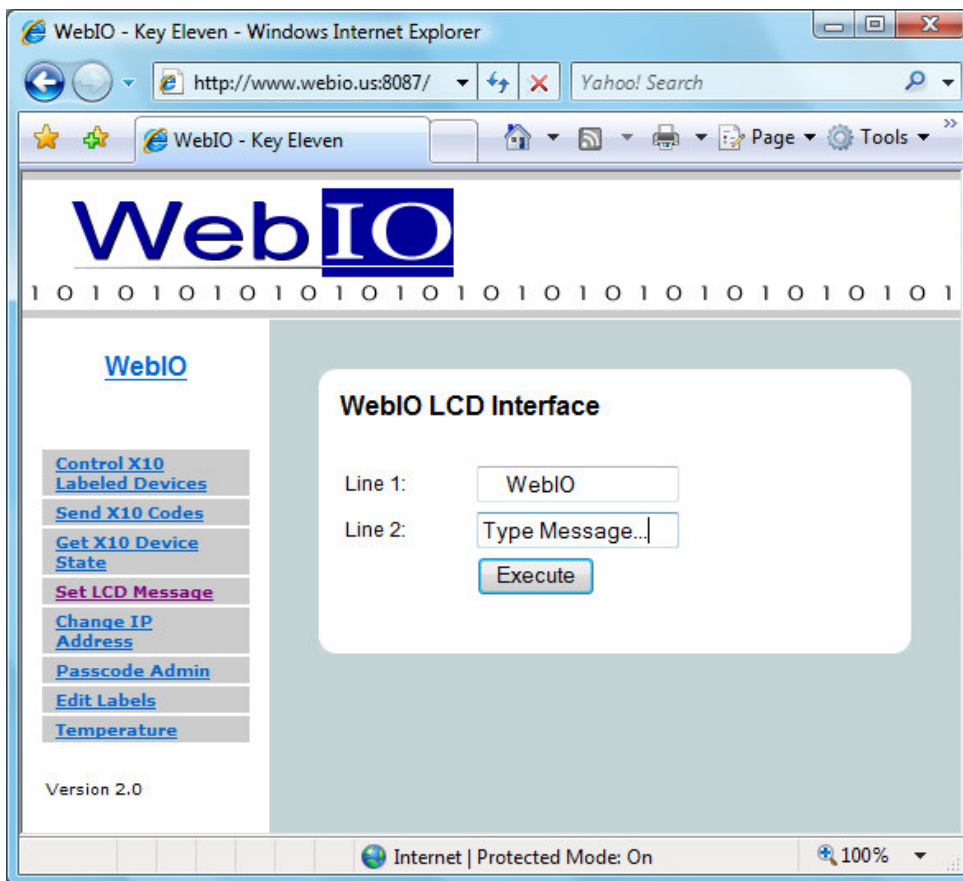 WebIO - Key Eleven - Windows Internet Explorer
http://www.webio.us:8087/
Yahoo! Search
WebIO - Key Eleven
Page
Tools
WebIO
1 0 1 0 1 0 1 0 1 0 1 0 1 0 1 0 1 0 1 0 1 0 1 0 1 0 1 0 1 0 1
WebIO
Control X10
Labeled Devices
Send X10 Codes
Get X10 Device
State
Set LCD Message
Change IP
Address
Passcode Admin
Edit Labels
Temperature
Version 2.0
WebIO LCD Interface
Line 1: WebIO
Line 2: Type Message...
Execute
Internet | Protected Mode: On
100%